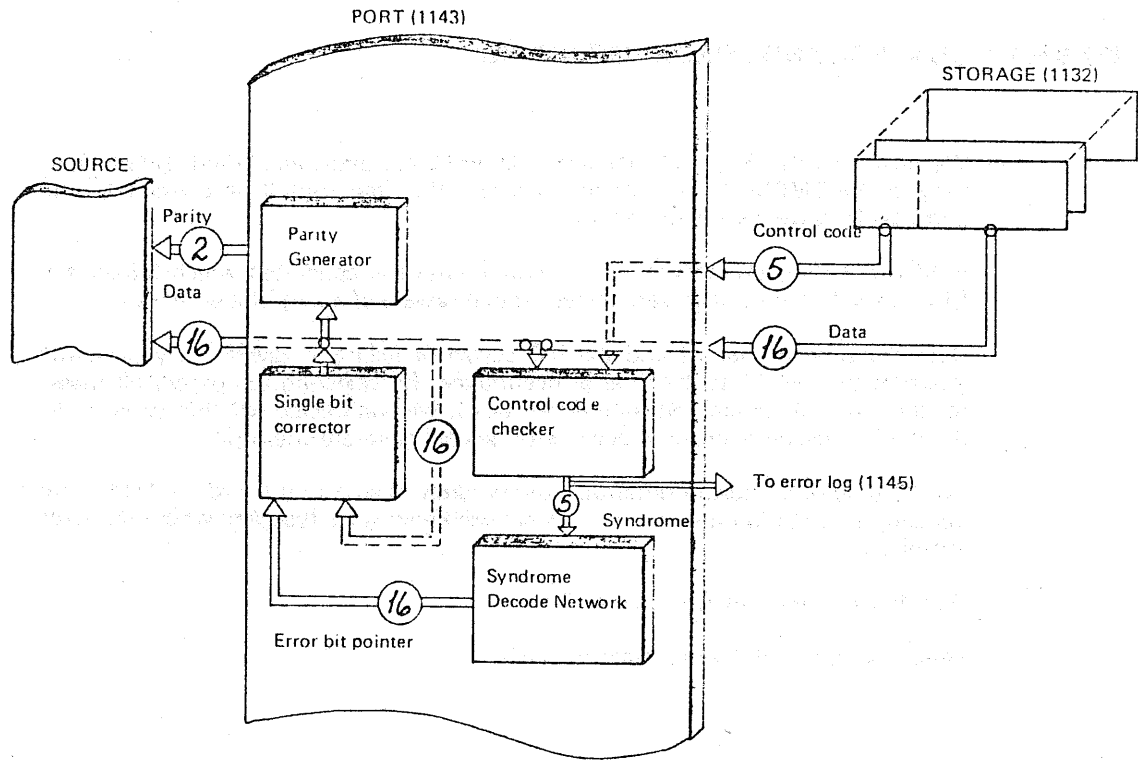 PORT (1143)
STORAGE (1132)
SOURCE
Parity
2
Parity
Generator
Control code
5
Data
16
Data
16
Single bit
corrector
16
Control code
checker
To error log (1145)
5
Syndrome
Syndrome
Decode Network
16
Error bit pointer